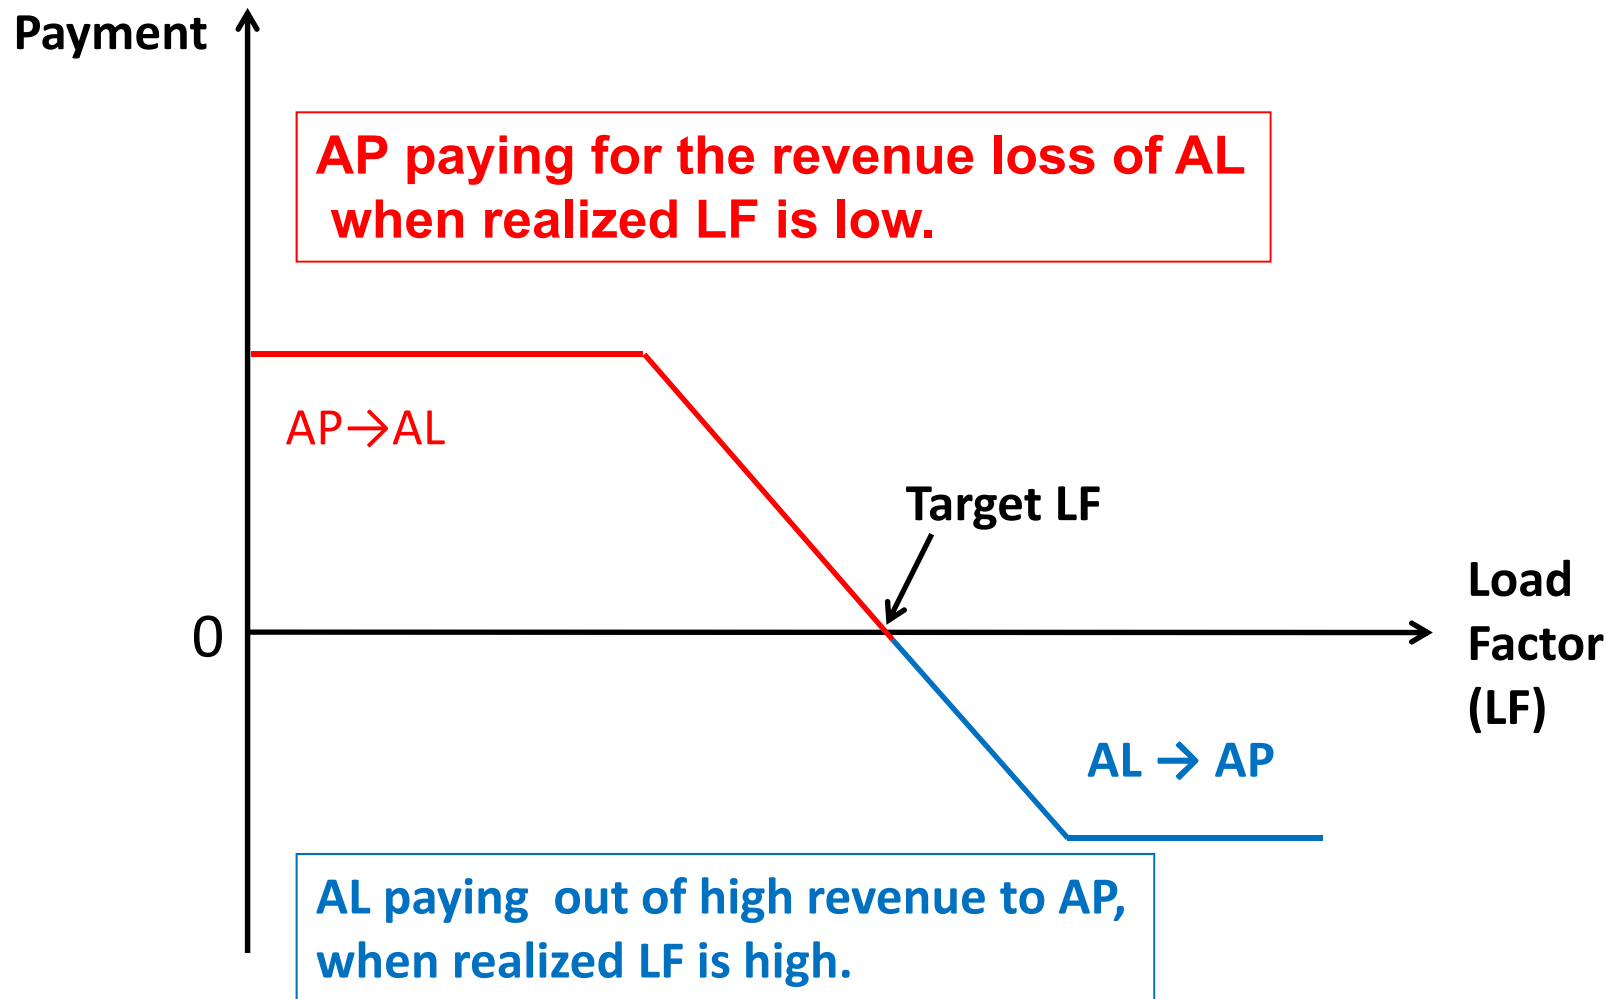 Payment
AP paying for the revenue loss of AL
when realized LF is low.
AP→AL
Target LF
Load
Factor
(LF)
0
AL → AP
AL paying  out of high revenue to AP,
when realized LF is high.